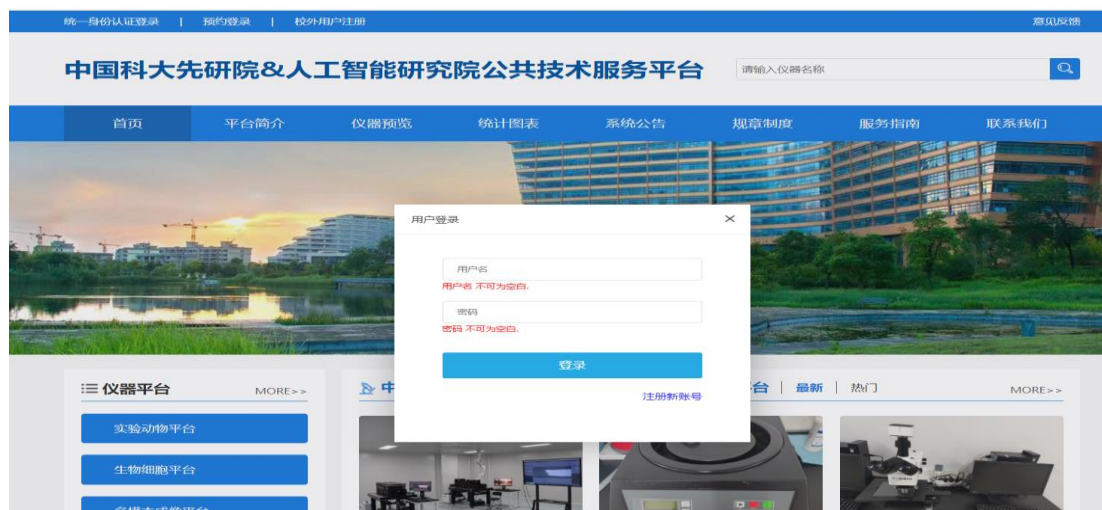 统一身份认证登录 | 预约登录 | 校外用户注册 意见反馈
中国科大先研院&人工智能研究院公共技术服务平台 请输入仪器名称
首页 平台简介 仪器预览 统计图表 系统公告 规章制度 服务指南 联系我们
用户登录 ×
用户名
用户名 不可为空白.
密码
密码 不可为空白.
登录
注册新账号
仪器平台 MORE>>
中
台 | 最新 | 热门 MORE>>
实验动物平台
生物细胞平台